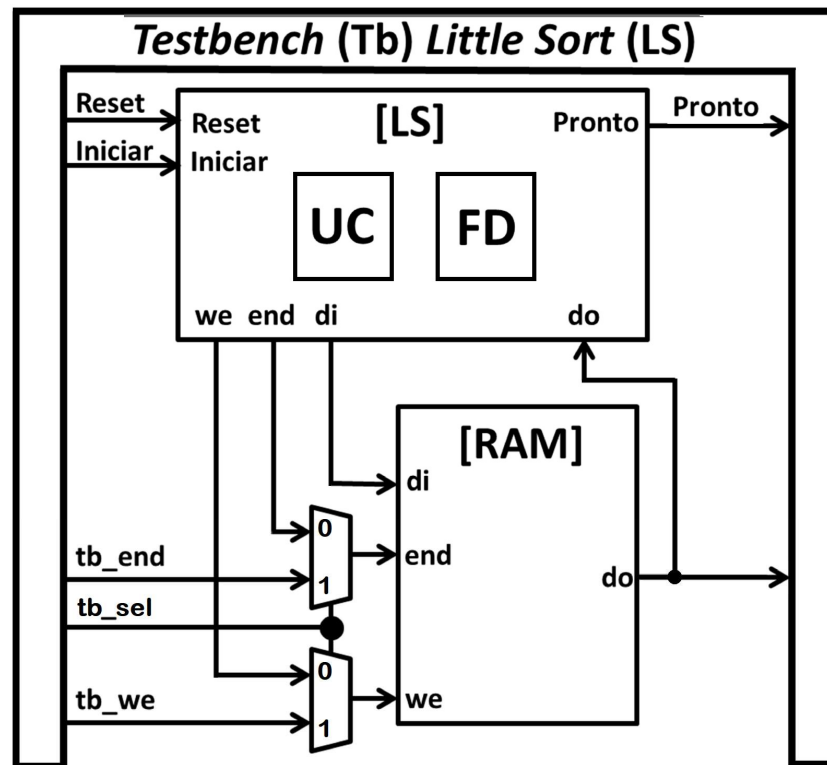 Testbench (Tb) Little Sort (LS)
Reset
Iniciar
Reset
Iniciar
[LS]
Pronto
Pronto
UC
FD
we end di
do
[RAM]
di
end
we
do
0
1
0
1
tb_end
tb_sel
tb_we